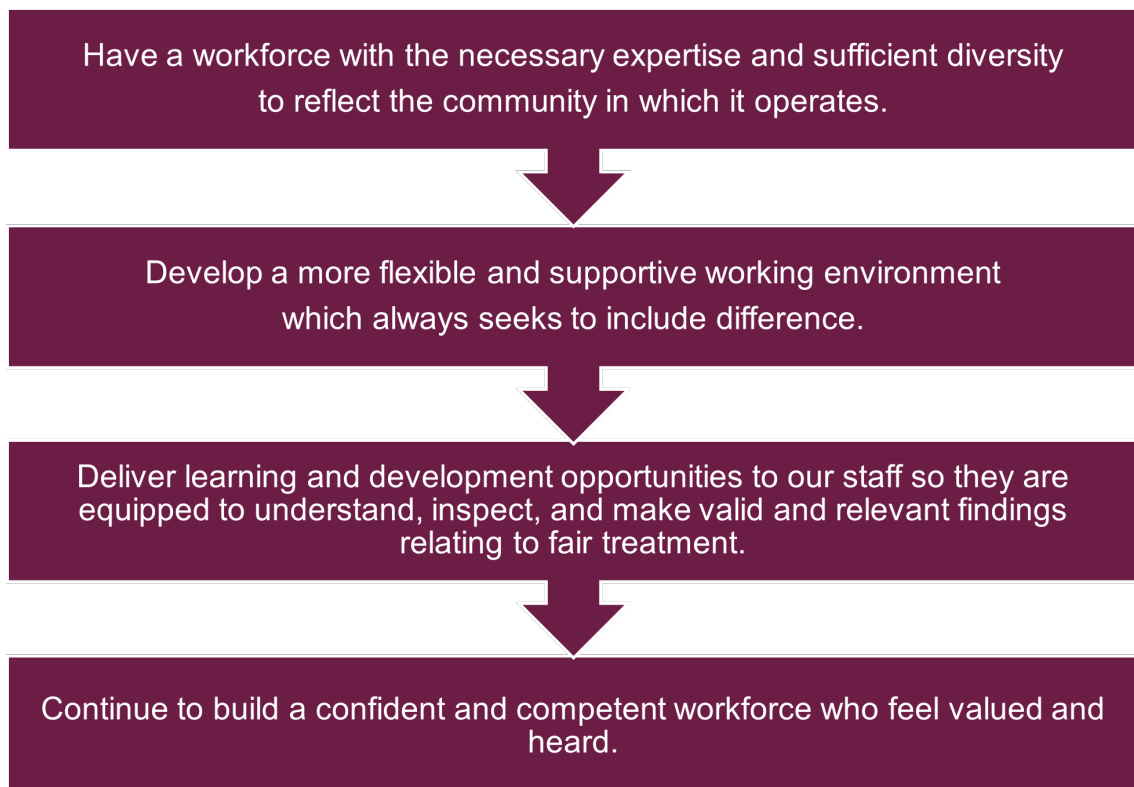 Have a workforce with the necessary expertise and sufficient diversity
to reflect the community in which it operates.
Develop a more flexible and supportive working environment
which always seeks to include difference.
Deliver learning and development opportunities to our staff so they are
equipped to understand, inspect, and make valid and relevant findings
relating to fair treatment.
Continue to build a confident and competent workforce who feel valued and
heard.